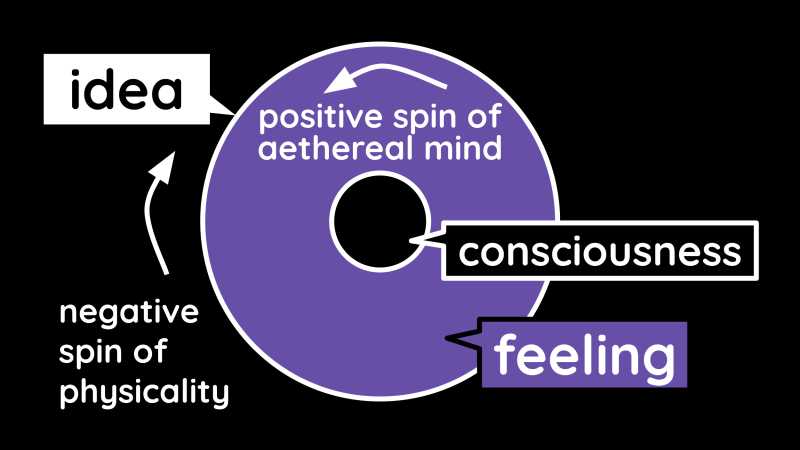 idea
positive spin of
aethereal mind
consciousness
negative
spin of
physicality
feeling